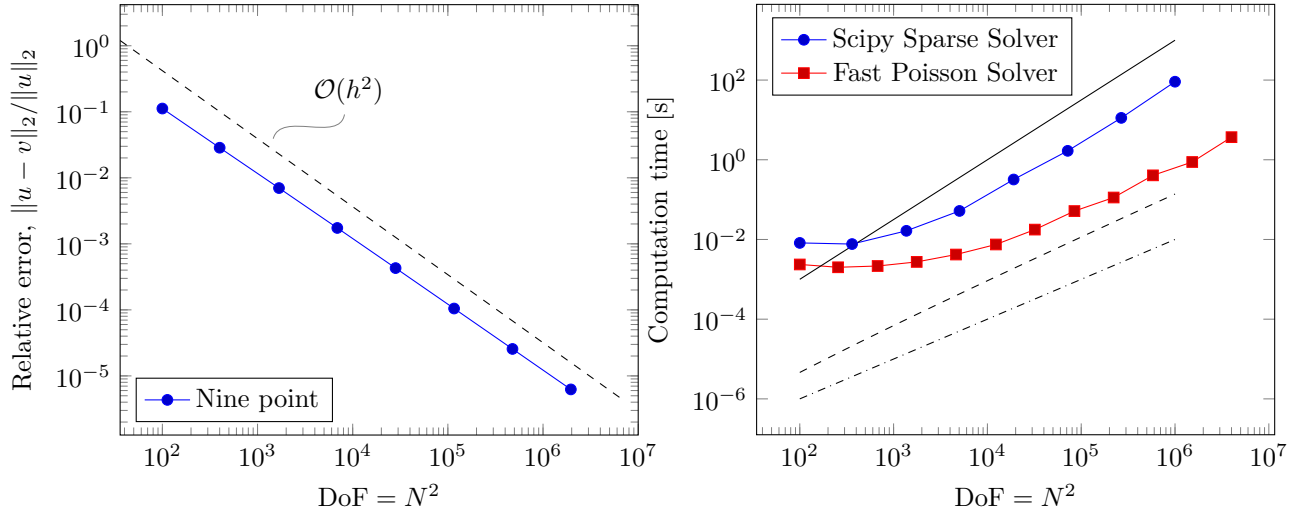 10^0
10^{-1}
10^{-2}
10^{-3}
10^{-4}
10^{-5}
Relative error, ‖u − v‖_2/‖u‖_2
𝒪(h^2)
Nine point
10^2 10^3 10^4 10^5 10^6 10^7
DoF = N^2
10^2
10^0
10^{-2}
10^{-4}
10^{-6}
Computation time [s]
Scipy Sparse Solver
Fast Poisson Solver
10^2 10^3 10^4 10^5 10^6 10^7
DoF = N^2